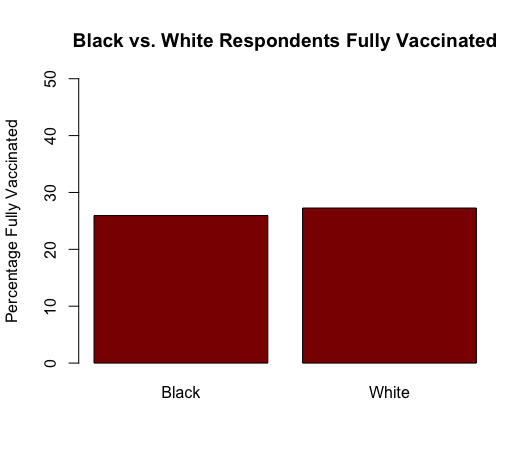 Black vs. White Respondents Fully Vaccinated
Percentage Fully Vaccinated
50
40
30
20
10
0
Black White